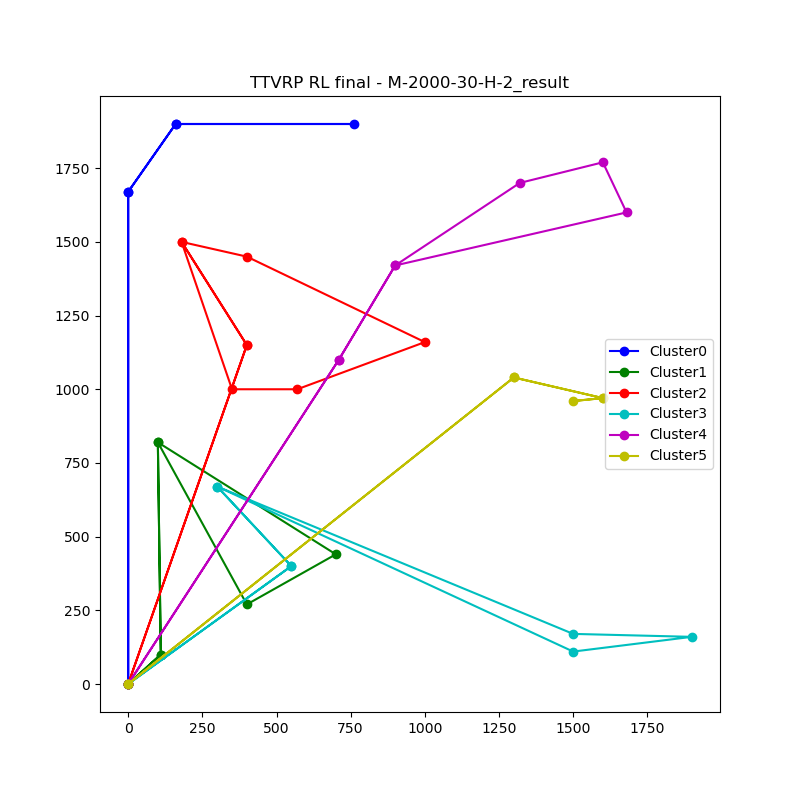 TTVRP RL final - M-2000-30-H-2_result
1750
1500
1250
1000
750
500
250
0
Cluster0
Cluster1
Cluster2
Cluster3
Cluster4
Cluster5
0 250 500 750 1000 1250 1500 1750